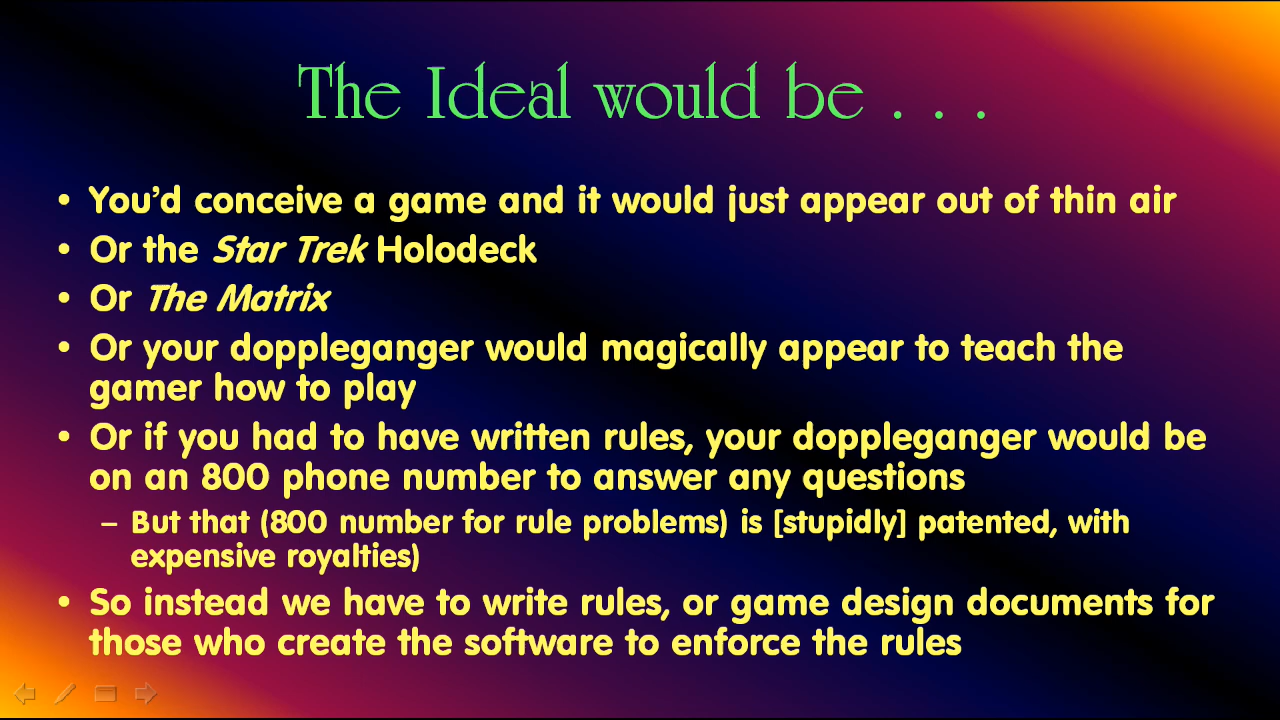 The Ideal would be . . .
• You’d conceive a game and it would just appear out of thin air
• Or the Star Trek Holodeck
• Or The Matrix
• Or your doppleganger would magically appear to teach the
gamer how to play
• Or if you had to have written rules, your doppleganger would be
on an 800 phone number to answer any questions
– But that (800 number for rule problems) is [stupidly] patented, with
expensive royalties)
• So instead we have to write rules, or game design documents for
those who create the software to enforce the rules